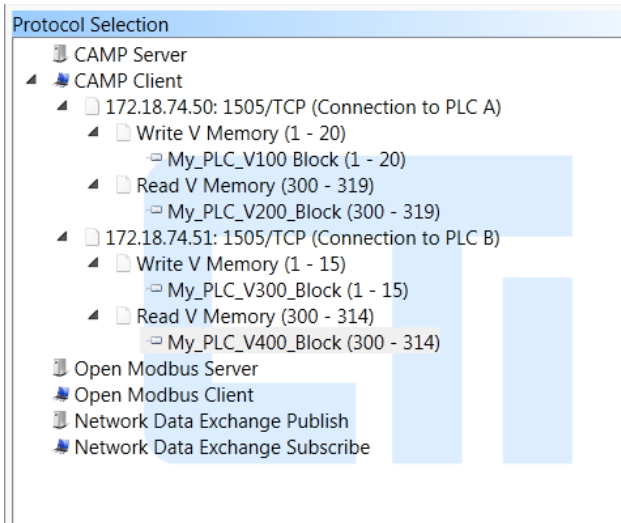 Protocol Selection
CAMP Server
CAMP Client
172.18.74.50: 1505/TCP (Connection to PLC A)
Write V Memory (1 - 20)
My_PLC_V100 Block (1 - 20)
Read V Memory (300 - 319)
My_PLC_V200_Block (300 - 319)
172.18.74.51: 1505/TCP (Connection to PLC B)
Write V Memory (1 - 15)
My_PLC_V300_Block (1 - 15)
Read V Memory (300 - 314)
My_PLC_V400_Block (300 - 314)
Open Modbus Server
Open Modbus Client
Network Data Exchange Publish
Network Data Exchange Subscribe